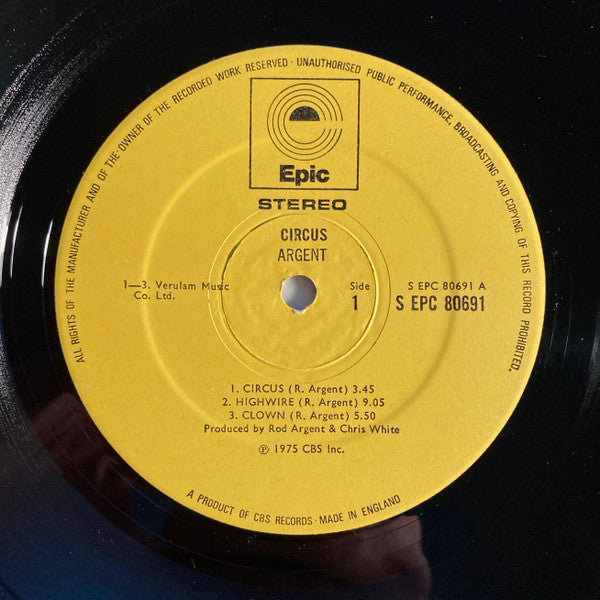 ALL RIGHTS OF THE MANUFACTURER AND OF THE OWNER OF THE RECORDED WORK RESERVED · UNAUTHORISED PUBLIC PERFORMANCE, BROADCASTING AND COPYING OF THIS RECORD PROHIBITED.
Epic
STEREO
CIRCUS
ARGENT
1—3. Verulam Music
Co. Ltd.
Side
1
S EPC 80691 A
S EPC 80691
1. CIRCUS (R. Argent) 3.45
2. HIGHWIRE (R. Argent) 9.05
3. CLOWN (R. Argent) 5.50
Produced by Rod Argent & Chris White
℗ 1975 CBS Inc.
A PRODUCT OF CBS RECORDS · MADE IN ENGLAND